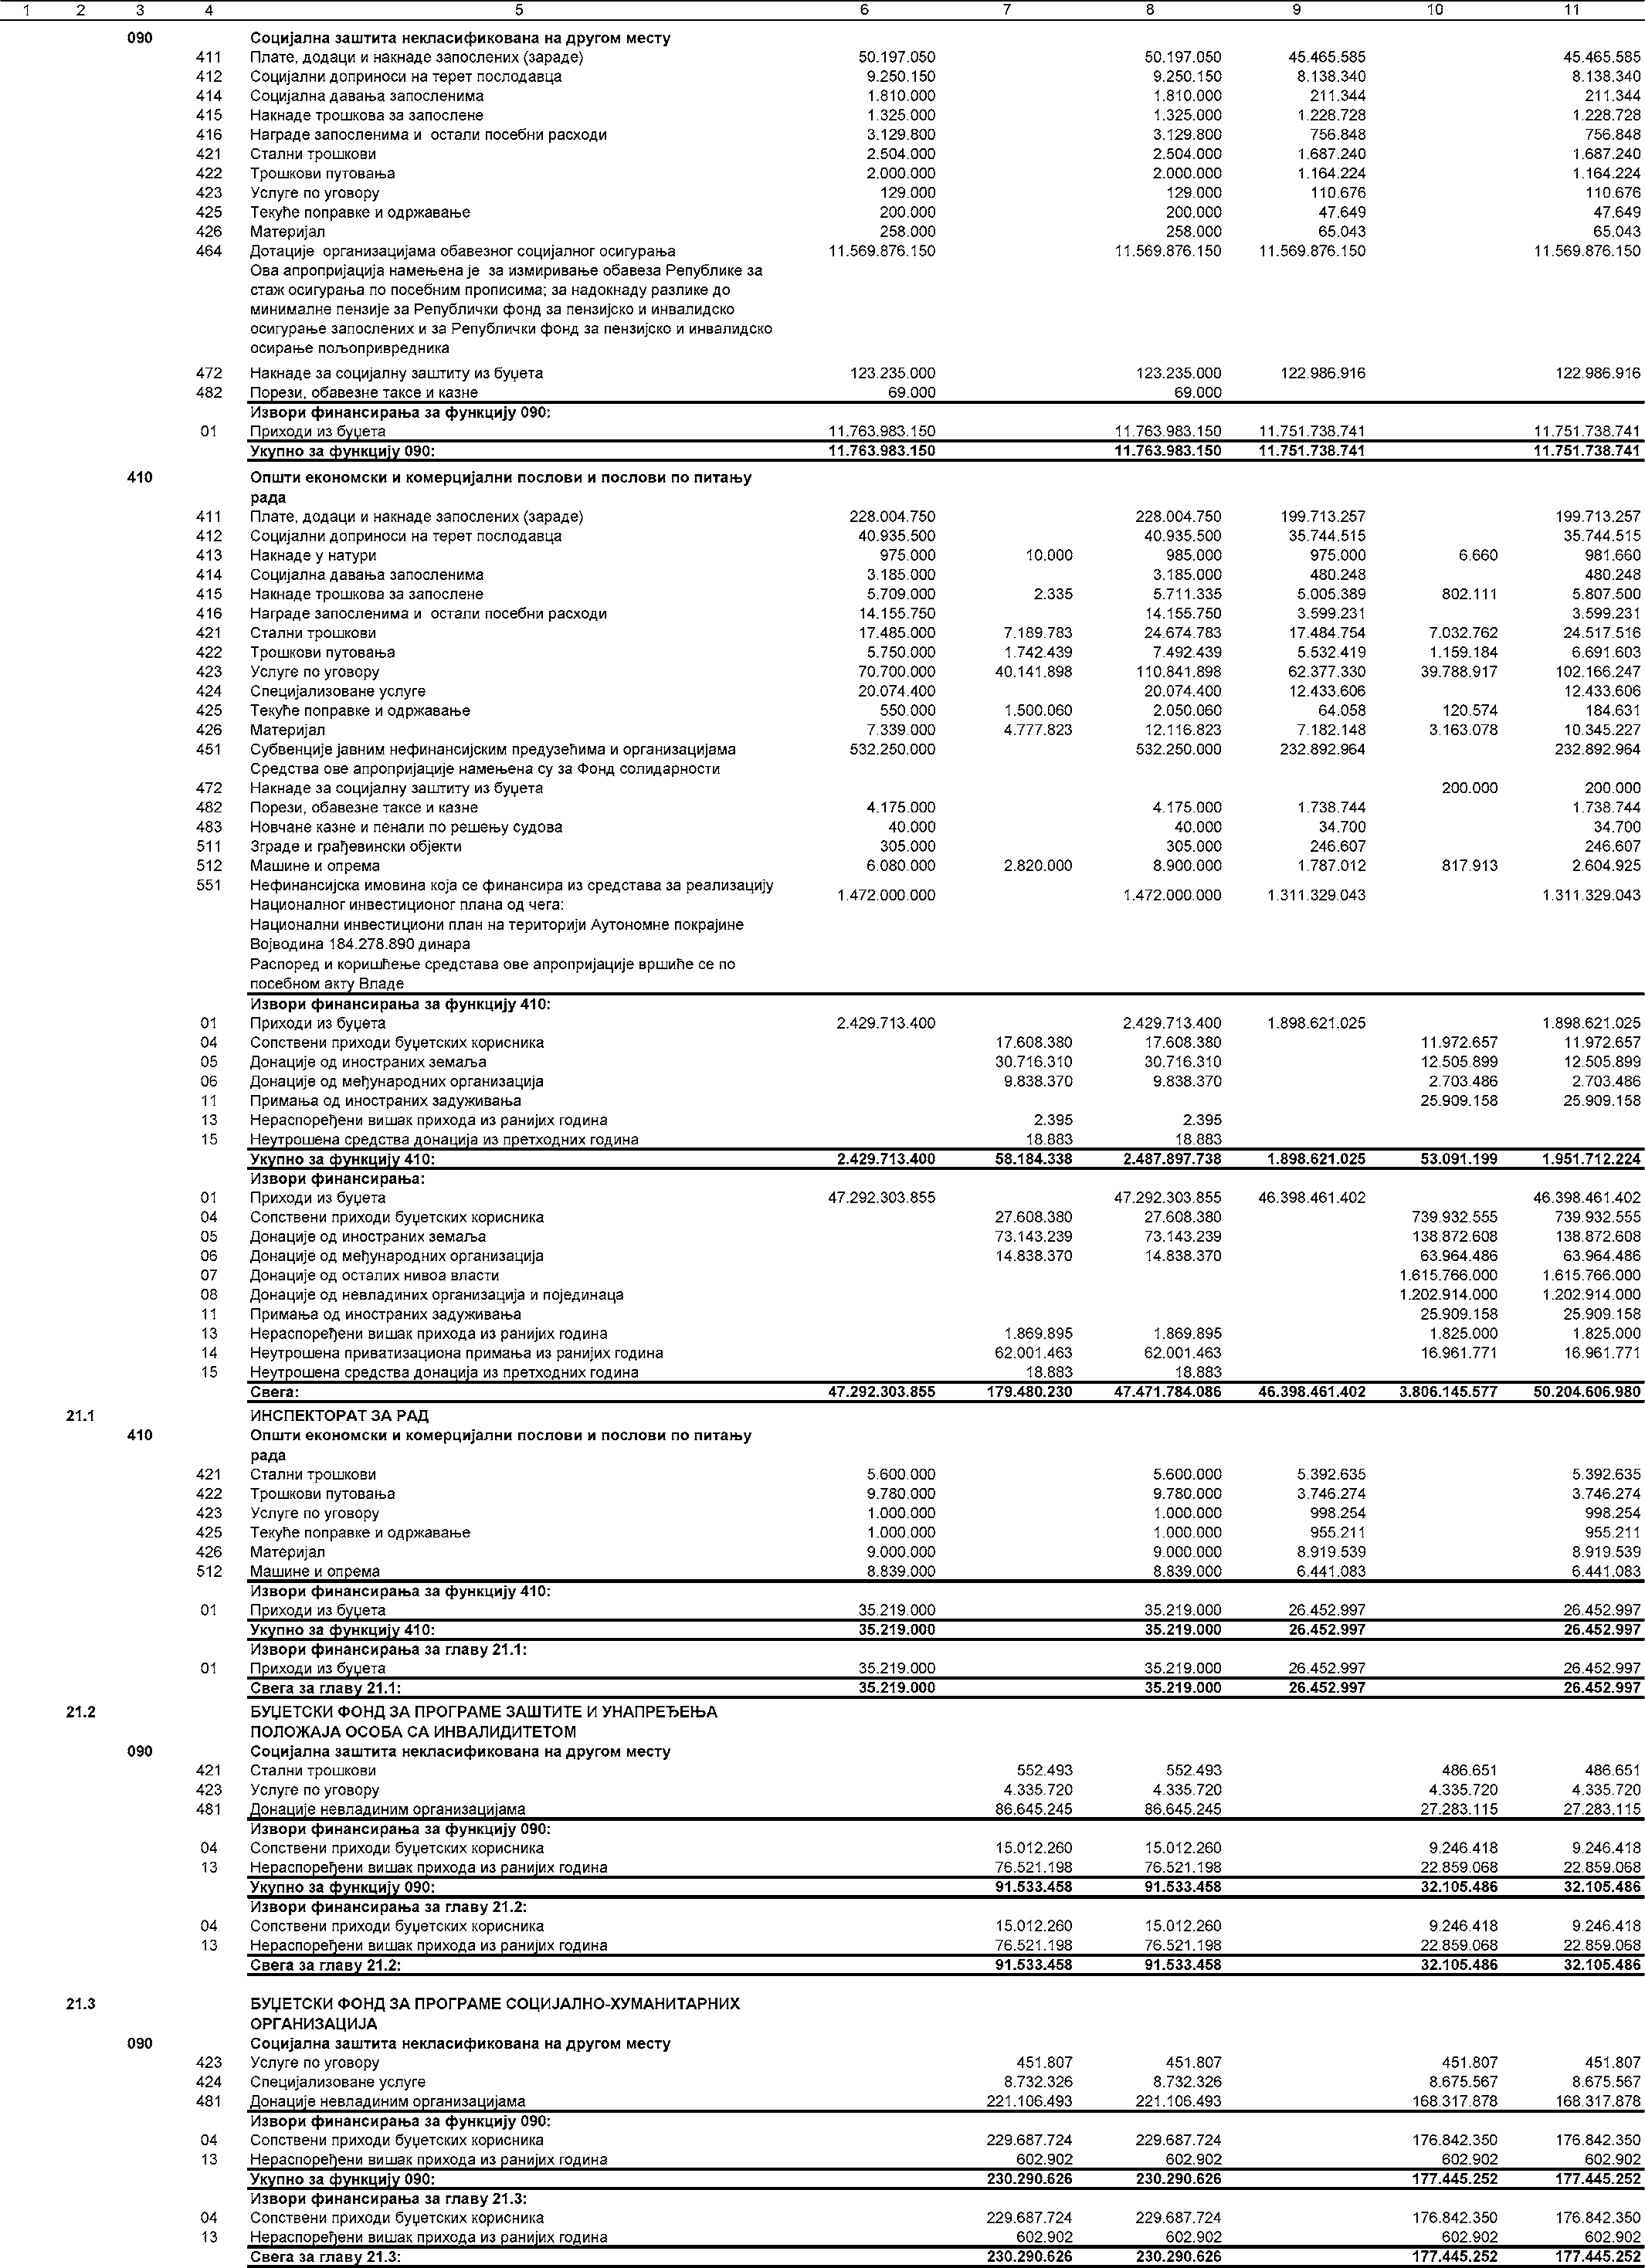 1 2 3 4 5 6 7 8 9 10 11
090 Социјална заштита некласификована на другом месту
411 Плате, додаци и накнаде запослених (зараде) 50.197.050 50.197.050 45.465.585 45.465.585
412 Социјални доприноси на терет послодавца 9.250.150 9.250.150 8.138.340 8.138.340
414 Социјална давања запосленима 1.810.000 1.810.000 211.344 211.344
415 Накнаде трошкова за запослене 1.325.000 1.325.000 1.228.728 1.228.728
416 Награде запосленима и остали посебни расходи 3.129.800 3.129.800 756.848 756.848
421 Стални трошкови 2.504.000 2.504.000 1.687.240 1.687.240
422 Трошкови путовања 2.000.000 2.000.000 1.164.224 1.164.224
423 Услуге по уговору 129.000 129.000 110.676 110.676
425 Текуће поправке и одржавање 200.000 200.000 47.649 47.649
426 Материјал 258.000 258.000 65.043 65.043
464 Дотације организацијама обавезног социјалног осигурања 11.569.876.150 11.569.876.150 11.569.876.150 11.569.876.150
Ова апропријација намењена је за измиривање обавеза Републике за
стаж осигурања по посебним прописима; за надокнаду разлике до
минималне пензије за Републички фонд за пензијско и инвалидско
осигурање запослених и за Републички фонд за пензијско и инвалидско
осирање пољопривредника
472 Накнаде за социјалну заштиту из буџета 123.235.000 123.235.000 122.986.916 122.986.916
482 Порези, обавезне таксе и казне 69.000 69.000
Извори финансирања за функцију 090:
01 Приходи из буџета 11.763.983.150 11.763.983.150 11.751.738.741 11.751.738.741
Укупно за функцију 090: 11.763.983.150 11.763.983.150 11.751.738.741 11.751.738.741
410 Општи економски и комерцијални послови и послови по питању
рада
411 Плате, додаци и накнаде запослених (зараде) 228.004.750 228.004.750 199.713.257 199.713.257
412 Социјални доприноси на терет послодавца 40.935.500 40.935.500 35.744.515 35.744.515
413 Накнаде у натури 975.000 10.000 985.000 975.000 6.660 981.660
414 Социјална давања запосленима 3.185.000 3.185.000 480.248 480.248
415 Накнаде трошкова за запослене 5.709.000 2.335 5.711.335 5.005.389 802.111 5.807.500
416 Награде запосленима и остали посебни расходи 14.155.750 14.155.750 3.599.231 3.599.231
421 Стални трошкови 17.485.000 7.189.783 24.674.783 17.484.754 7.032.762 24.517.516
422 Трошкови путовања 5.750.000 1.742.439 7.492.439 5.532.419 1.159.184 6.691.603
423 Услуге по уговору 70.700.000 40.141.898 110.841.898 62.377.330 39.788.917 102.166.247
424 Специјализоване услуге 20.074.400 20.074.400 12.433.606 12.433.606
425 Текуће поправке и одржавање 550.000 1.500.060 2.050.060 64.058 120.574 184.631
426 Материјал 7.339.000 4.777.823 12.116.823 7.182.148 3.163.078 10.345.227
451 Субвенције јавним нефинансијским предузећима и организацијама 532.250.000 532.250.000 232.892.964 232.892.964
Средства ове апропријације намењена су за Фонд солидарности
472 Накнаде за социјалну заштиту из буџета 200.000 200.000
482 Порези, обавезне таксе и казне 4.175.000 4.175.000 1.738.744 1.738.744
483 Новчане казне и пенали по решењу судова 40.000 40.000 34.700 34.700
511 Зграде и грађевински објекти 305.000 305.000 246.607 246.607
512 Машине и опрема 6.080.000 2.820.000 8.900.000 1.787.012 817.913 2.604.925
551 Нефинансијска имовина која се финансира из средстава за реализацију
Националног инвестиционог плана од чега: 1.472.000.000 1.472.000.000 1.311.329.043 1.311.329.043
Национални инвестициони план на територији Аутономне покрајине
Војводина 184.278.890 динара
Распоред и коришћење средстава ове апропријације вршиће се по
посебном акту Владе
Извори финансирања за функцију 410:
01 Приходи из буџета 2.429.713.400 2.429.713.400 1.898.621.025 1.898.621.025
04 Сопствени приходи буџетских корисника 17.608.380 17.608.380 11.972.657 11.972.657
05 Донације од иностраних земаља 30.716.310 30.716.310 12.505.899 12.505.899
06 Донације од међународних организација 9.838.370 9.838.370 2.703.486 2.703.486
11 Примања од иностраних задуживања 25.909.158 25.909.158
13 Нераспоређени вишак прихода из ранијих година 2.395 2.395
15 Неутрошена средства донација из претходних година 18.883 18.883
Укупно за функцију 410: 2.429.713.400 58.184.338 2.487.897.738 1.898.621.025 53.091.199 1.951.712.224
Извори финансирања:
01 Приходи из буџета 47.292.303.855 47.292.303.855 46.398.461.402 46.398.461.402
04 Сопствени приходи буџетских корисника 27.608.380 27.608.380 739.932.555 739.932.555
05 Донације од иностраних земаља 73.143.239 73.143.239 138.872.608 138.872.608
06 Донације од међународних организација 14.838.370 14.838.370 63.964.486 63.964.486
07 Донације од осталих нивоа власти 1.615.766.000 1.615.766.000
08 Донације од невладиних организација и појединаца 1.202.914.000 1.202.914.000
11 Примања од иностраних задуживања 25.909.158 25.909.158
13 Нераспоређени вишак прихода из ранијих година 1.869.895 1.869.895 1.825.000 1.825.000
14 Неутрошена приватизациона примања из ранијих година 62.001.463 62.001.463 16.961.771 16.961.771
15 Неутрошена средства донација из претходних година 18.883 18.883
Свега: 47.292.303.855 179.480.230 47.471.784.086 46.398.461.402 3.806.145.577 50.204.606.980
21.1 ИНСПЕКТОРАТ ЗА РАД
410 Општи економски и комерцијални послови и послови по питању
рада
421 Стални трошкови 5.600.000 5.600.000 5.392.635 5.392.635
422 Трошкови путовања 9.780.000 9.780.000 3.746.274 3.746.274
423 Услуге по уговору 1.000.000 1.000.000 998.254 998.254
425 Текуће поправке и одржавање 1.000.000 1.000.000 955.211 955.211
426 Материјал 9.000.000 9.000.000 8.919.539 8.919.539
512 Машине и опрема 8.839.000 8.839.000 6.441.083 6.441.083
Извори финансирања за функцију 410:
01 Приходи из буџета 35.219.000 35.219.000 26.452.997 26.452.997
Укупно за функцију 410: 35.219.000 35.219.000 26.452.997 26.452.997
Извори финансирања за главу 21.1:
01 Приходи из буџета 35.219.000 35.219.000 26.452.997 26.452.997
Свега за главу 21.1: 35.219.000 35.219.000 26.452.997 26.452.997
21.2 БУЏЕТСКИ ФОНД ЗА ПРОГРАМЕ ЗАШТИТЕ И УНАПРЕЂЕЊА
ПОЛОЖАЈА ОСОБА СА ИНВАЛИДИТЕТОМ
090 Социјална заштита некласификована на другом месту
421 Стални трошкови 552.493 552.493 486.651 486.651
423 Услуге по уговору 4.335.720 4.335.720 4.335.720 4.335.720
481 Донације невладиним организацијама 86.645.245 86.645.245 27.283.115 27.283.115
Извори финансирања за функцију 090:
04 Сопствени приходи буџетских корисника 15.012.260 15.012.260 9.246.418 9.246.418
13 Нераспоређени вишак прихода из ранијих година 76.521.198 76.521.198 22.859.068 22.859.068
Укупно за функцију 090: 91.533.458 91.533.458 32.105.486 32.105.486
Извори финансирања за главу 21.2:
04 Сопствени приходи буџетских корисника 15.012.260 15.012.260 9.246.418 9.246.418
13 Нераспоређени вишак прихода из ранијих година 76.521.198 76.521.198 22.859.068 22.859.068
Свега за главу 21.2: 91.533.458 91.533.458 32.105.486 32.105.486
21.3 БУЏЕТСКИ ФОНД ЗА ПРОГРАМЕ СОЦИЈАЛНО-ХУМАНИТАРНИХ
ОРГАНИЗАЦИЈА
090 Социјална заштита некласификована на другом месту
423 Услуге по уговору 451.807 451.807 451.807 451.807
424 Специјализоване услуге 8.732.326 8.732.326 8.675.567 8.675.567
481 Донације невладиним организацијама 221.106.493 221.106.493 168.317.878 168.317.878
Извори финансирања за функцију 090:
04 Сопствени приходи буџетских корисника 229.687.724 229.687.724 176.842.350 176.842.350
13 Нераспоређени вишак прихода из ранијих година 602.902 602.902 602.902 602.902
Укупно за функцију 090: 230.290.626 230.290.626 177.445.252 177.445.252
Извори финансирања за главу 21.3:
04 Сопствени приходи буџетских корисника 229.687.724 229.687.724 176.842.350 176.842.350
13 Нераспоређени вишак прихода из ранијих година 602.902 602.902 602.902 602.902
Свега за главу 21.3: 230.290.626 230.290.626 177.445.252 177.445.252